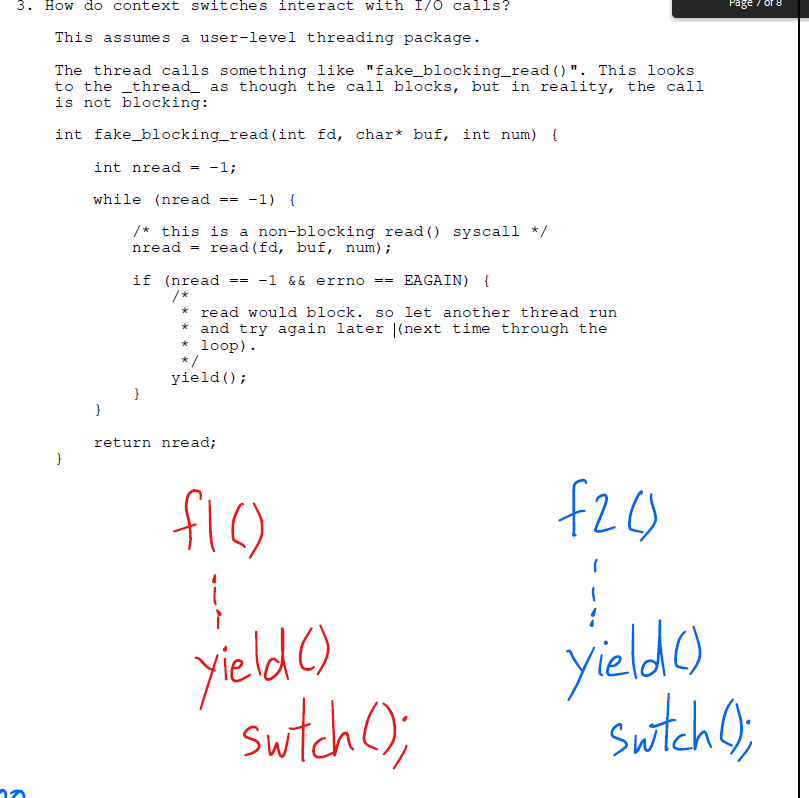 Page 7 of 8
3. How do context switches interact with I/O calls?
This assumes a user-level threading package.
The thread calls something like "fake_blocking_read()". This looks
to the _thread_ as though the call blocks, but in reality, the call
is not blocking:
int fake_blocking_read(int fd, char* buf, int num) {
int nread = -1;
while (nread == -1) {
/* this is a non-blocking read() syscall */
nread = read(fd, buf, num);
if (nread == -1 && errno == EAGAIN) {
/*
* read would block. so let another thread run
* and try again later (next time through the
* loop).
*/
yield();
}
}
return nread;
}
f1() f2()
yield() yield()
swtch(); swtch();